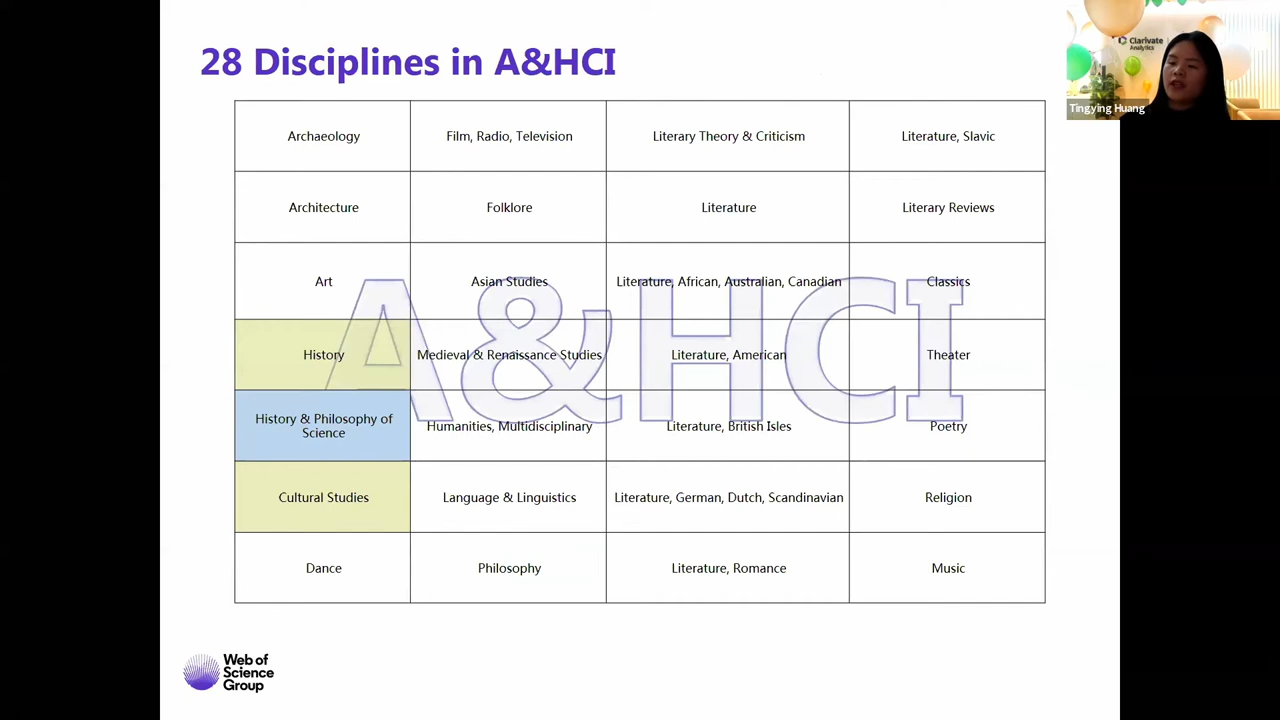 28 Disciplines in A&HCI
Clarivate
Analytics
Tingying Huang
Archaeology
Film, Radio, Television
Literary Theory & Criticism
Literature, Slavic
Architecture
Folklore
Literature
Literary Reviews
Art
Asian Studies
Literature, African, Australian, Canadian
Classics
A&HCI
History
Medieval & Renaissance Studies
Literature, American
Theater
History & Philosophy of
Science
Humanities, Multidisciplinary
Literature, British Isles
Poetry
Cultural Studies
Language & Linguistics
Literature, German, Dutch, Scandinavian
Religion
Dance
Philosophy
Literature, Romance
Music
Web of
Science
Group